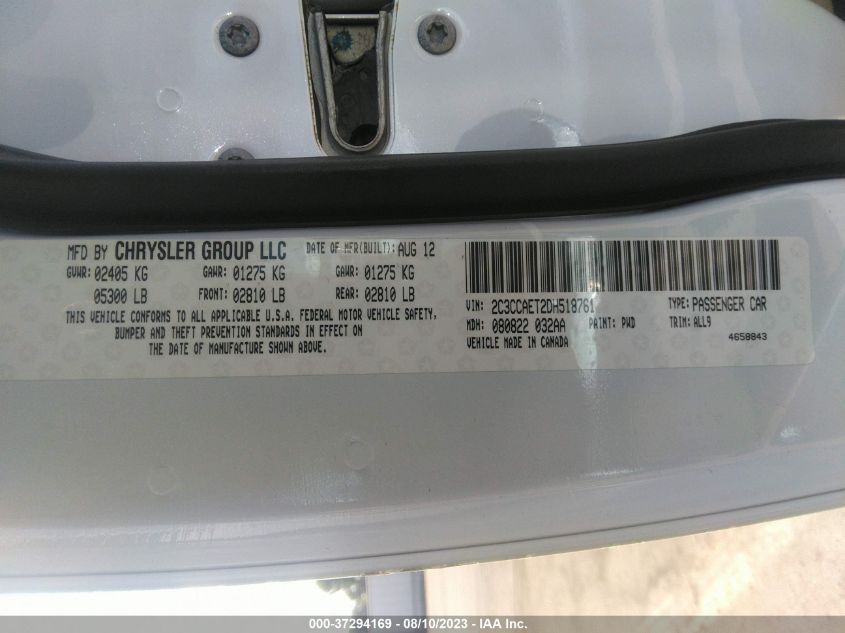 MFD BY CHRYSLER GROUP LLC DATE OF MFR(BUILT): AUG 12
GVWR: 02405 KG GAWR: 01275 KG GAWR: 01275 KG
05300 LB FRONT: 02810 LB REAR: 02810 LB
THIS VEHICLE CONFORMS TO ALL APPLICABLE U.S.A. FEDERAL MOTOR VEHICLE SAFETY,
BUMPER AND THEFT PREVENTION STANDARDS IN EFFECT ON
THE DATE OF MANUFACTURE SHOWN ABOVE.
VIN: 2C3CCAET2DH518761 TYPE: PASSENGER CAR
MDH: 080822 032AA PAINT: PWD TRIM: ALL9
VEHICLE MADE IN CANADA 4658843
000-37294169 - 08/10/2023 - IAA Inc.